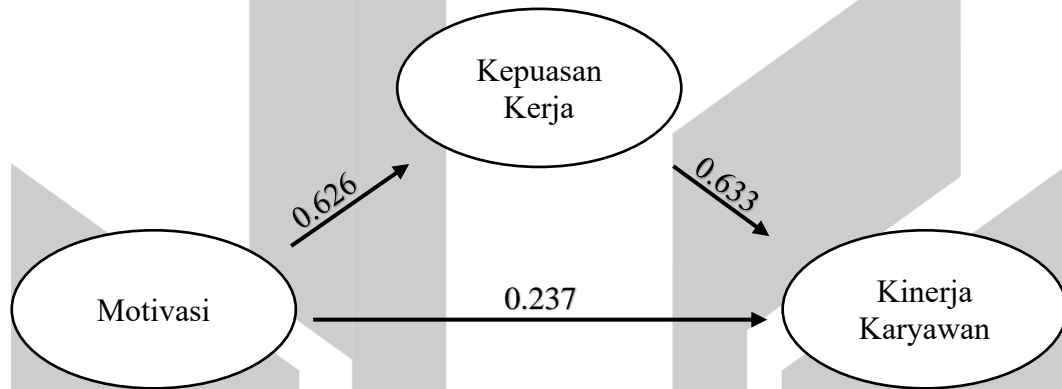 Kepuasan
Kerja
0.626
0.633
Motivasi
0.237
Kinerja
Karyawan